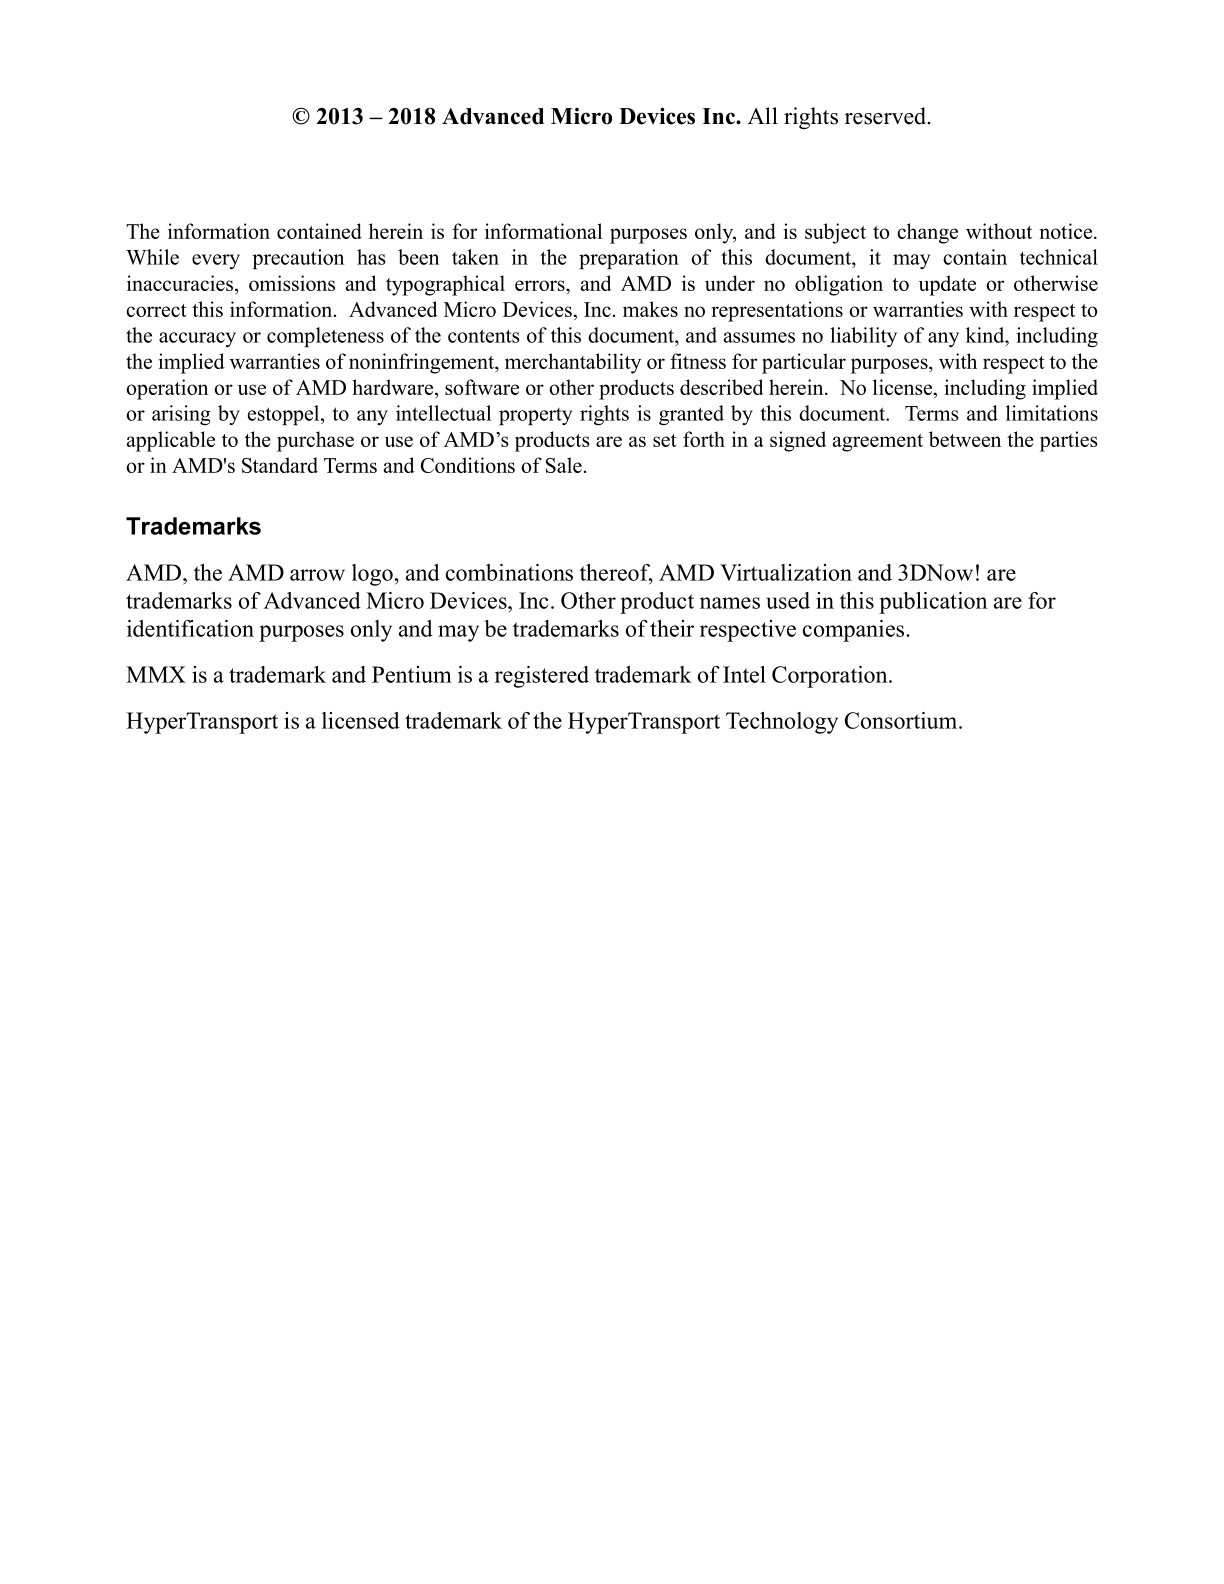 © 2013 – 2018 Advanced Micro Devices Inc. All rights reserved.
The information contained herein is for informational purposes only, and is subject to change without notice.
While every precaution has been taken in the preparation of this document, it may contain technical
inaccuracies, omissions and typographical errors, and AMD is under no obligation to update or otherwise
correct this information.  Advanced Micro Devices, Inc. makes no representations or warranties with respect to
the accuracy or completeness of the contents of this document, and assumes no liability of any kind, including
the implied warranties of noninfringement, merchantability or fitness for particular purposes, with respect to the
operation or use of AMD hardware, software or other products described herein.  No license, including implied
or arising by estoppel, to any intellectual property rights is granted by this document.  Terms and limitations
applicable to the purchase or use of AMD’s products are as set forth in a signed agreement between the parties
or in AMD's Standard Terms and Conditions of Sale.
Trademarks
AMD, the AMD arrow logo, and combinations thereof, AMD Virtualization and 3DNow! are
trademarks of Advanced Micro Devices, Inc. Other product names used in this publication are for
identification purposes only and may be trademarks of their respective companies.
MMX is a trademark and Pentium is a registered trademark of Intel Corporation.
HyperTransport is a licensed trademark of the HyperTransport Technology Consortium.